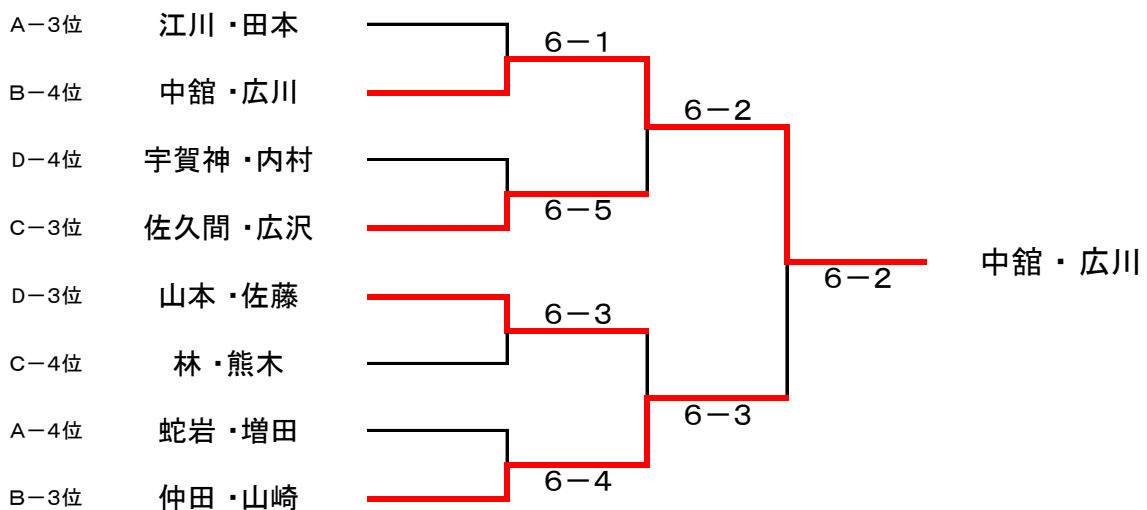 A－3位 江川・田本
6－1
B－4位 中舘・広川
6－2
D－4位 宇賀神・内村
6－5
C－3位 佐久間・広沢
中舘・広川
6－2
D－3位 山本・佐藤
6－3
C－4位 林・熊木
6－3
A－4位 蛇岩・増田
6－4
B－3位 仲田・山崎